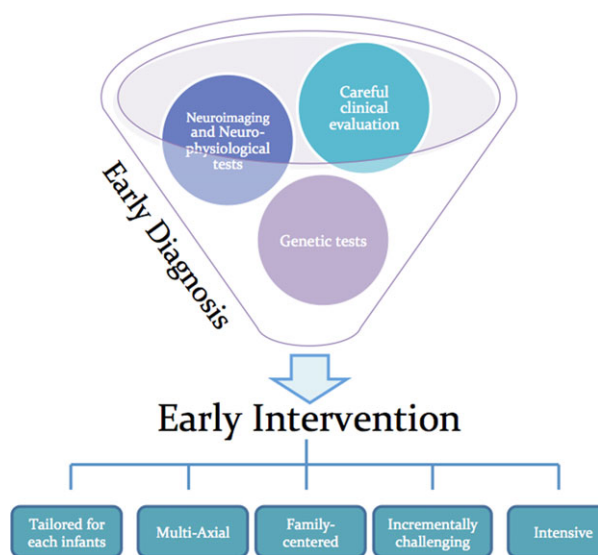 Neuroimaging
and Neuro-
physiological
tests
Careful
clinical
evaluation
Genetic tests
Early Diagnosis
Early Intervention
Tailored for
each infants
Multi-Axial
Family-
centered
Incrementally
challenging
Intensive